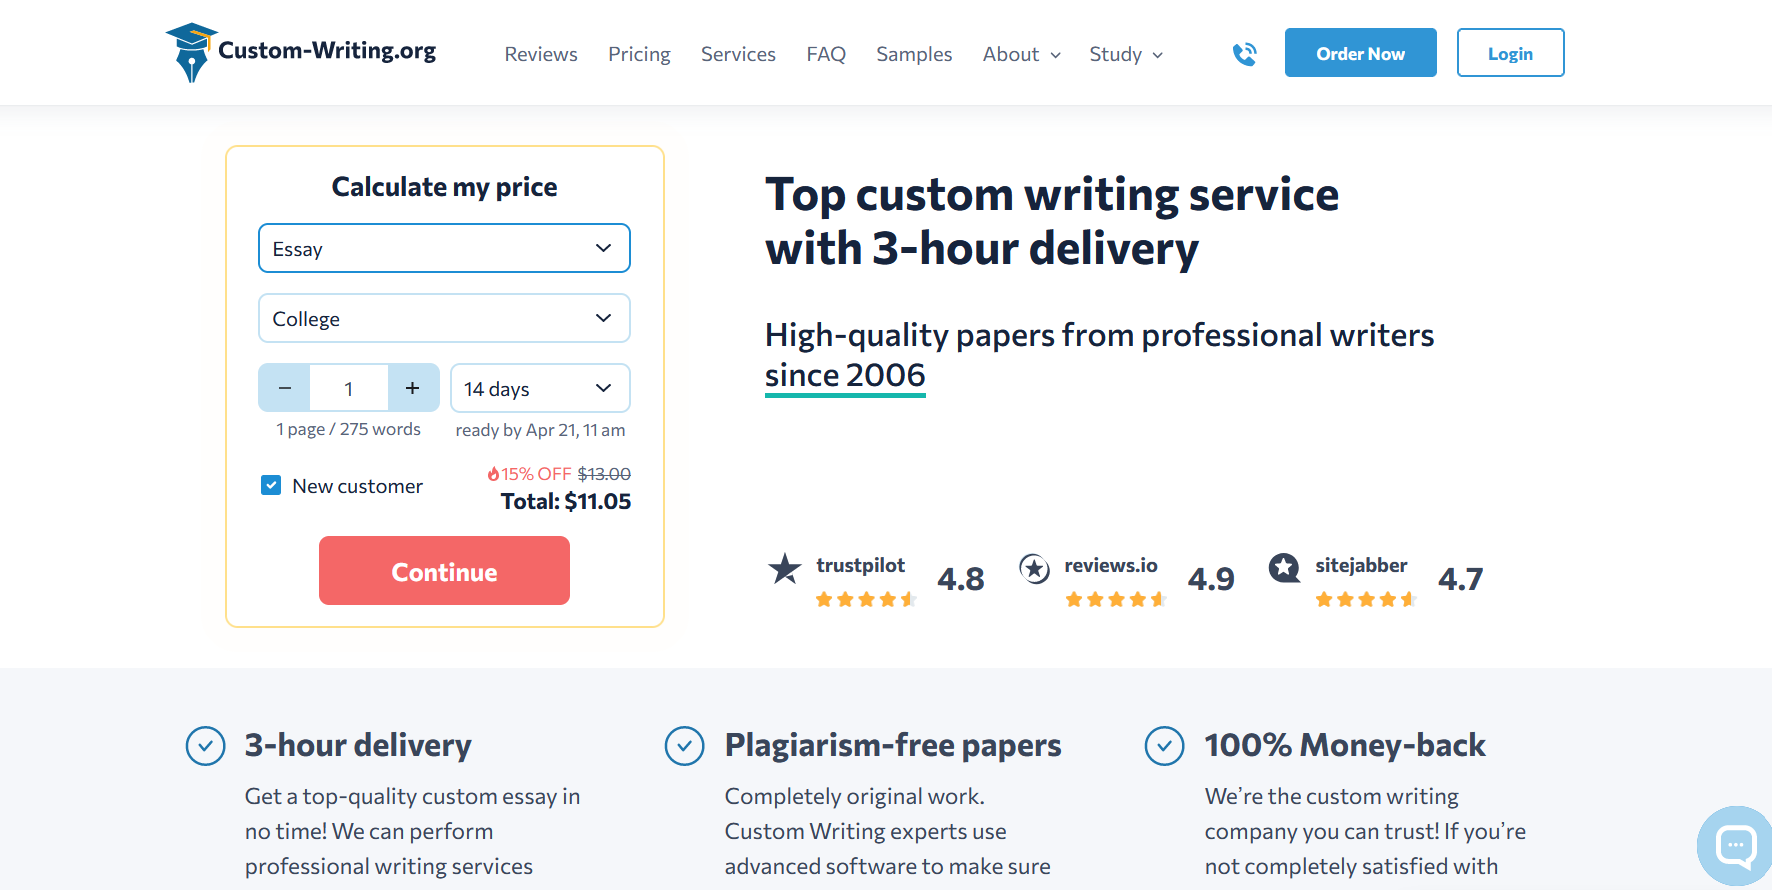 Custom-Writing.org
Reviews Pricing Services FAQ Samples About Study
Order Now Login
Calculate my price
Essay
College
− 1 + 14 days
1 page / 275 words ready by Apr 21, 11 am
15% OFF $13.00
New customer
Total: $11.05
Continue
Top custom writing service
with 3-hour delivery
High-quality papers from professional writers
since 2006
trustpilot 4.8
reviews.io 4.9
sitejabber 4.7
3-hour delivery
Get a top-quality custom essay in
no time! We can perform
professional writing services
Plagiarism-free papers
Completely original work.
Custom Writing experts use
advanced software to make sure
100% Money-back
We’re the custom writing
company you can trust! If you’re
not completely satisfied with